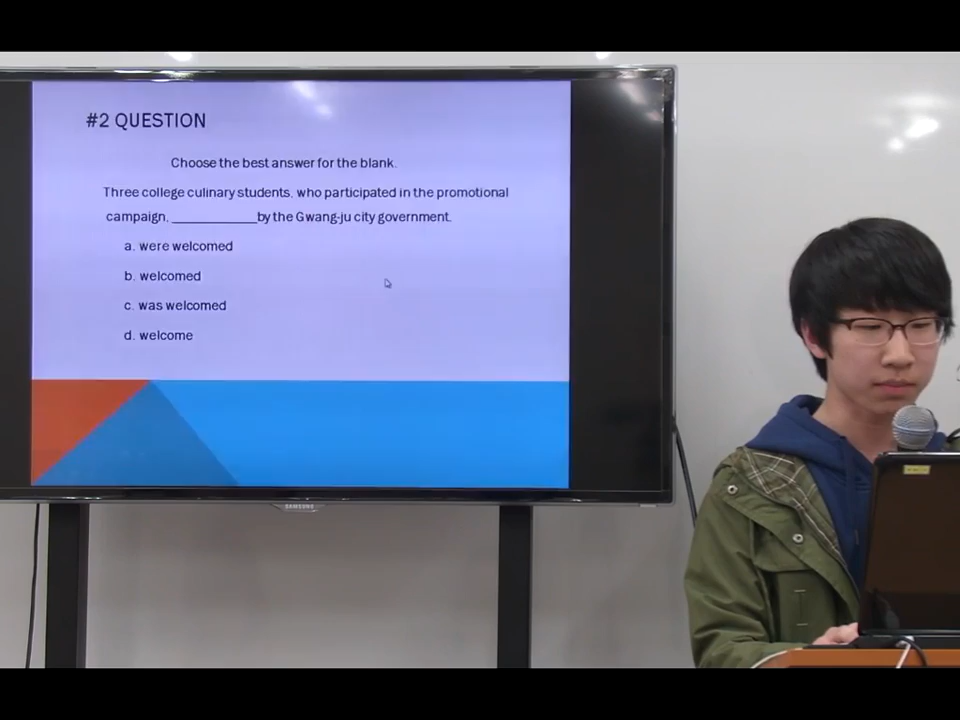 #2 QUESTION
Choose the best answer for the blank.
Three college culinary students, who participated in the promotional
campaign, ____________by the Gwang-ju city government.
a. were welcomed
b. welcomed
c. was welcomed
d. welcome
SAMSUNG